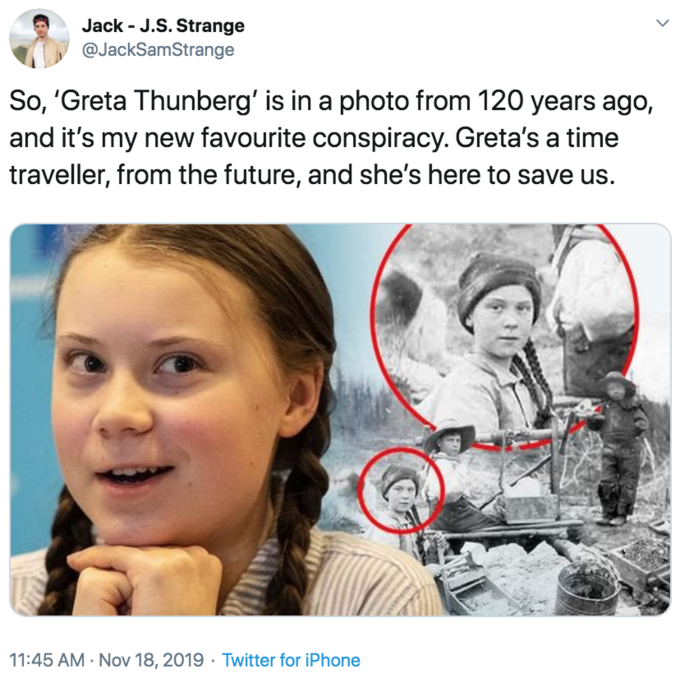 Jack - J.S. Strange
@JackSamStrange
So, ‘Greta Thunberg’ is in a photo from 120 years ago,
and it’s my new favourite conspiracy. Greta’s a time
traveller, from the future, and she’s here to save us.
11:45 AM · Nov 18, 2019 · Twitter for iPhone